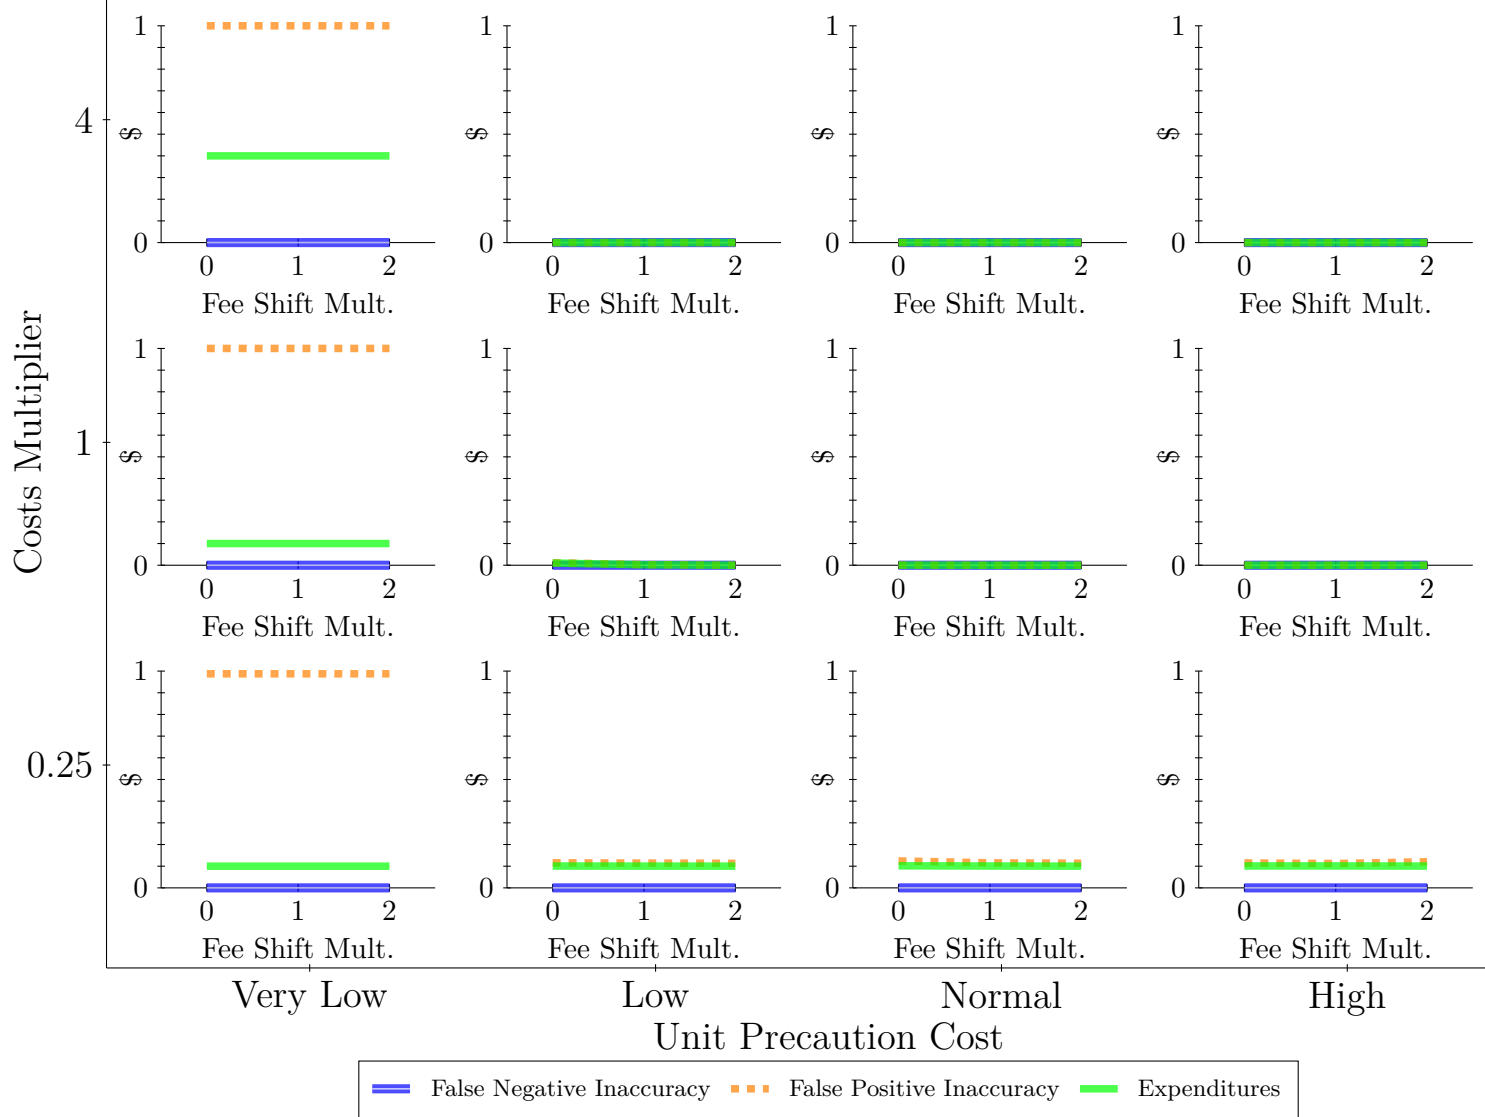 1 1 1 1
$ $ $ $
4
0 0 0 0
0 1 2 0 1 2 0 1 2 0 1 2
Fee Shift Mult. Fee Shift Mult. Fee Shift Mult. Fee Shift Mult.
Costs Multiplier
1 1 1 1
1
$ $ $ $
0 0 0 0
0 1 2 0 1 2 0 1 2 0 1 2
Fee Shift Mult. Fee Shift Mult. Fee Shift Mult. Fee Shift Mult.
1 1 1 1
0.25
$ $ $ $
0 0 0 0
0 1 2 0 1 2 0 1 2 0 1 2
Fee Shift Mult. Fee Shift Mult. Fee Shift Mult. Fee Shift Mult.
Very Low Low Normal High
Unit Precaution Cost
False Negative Inaccuracy False Positive Inaccuracy Expenditures